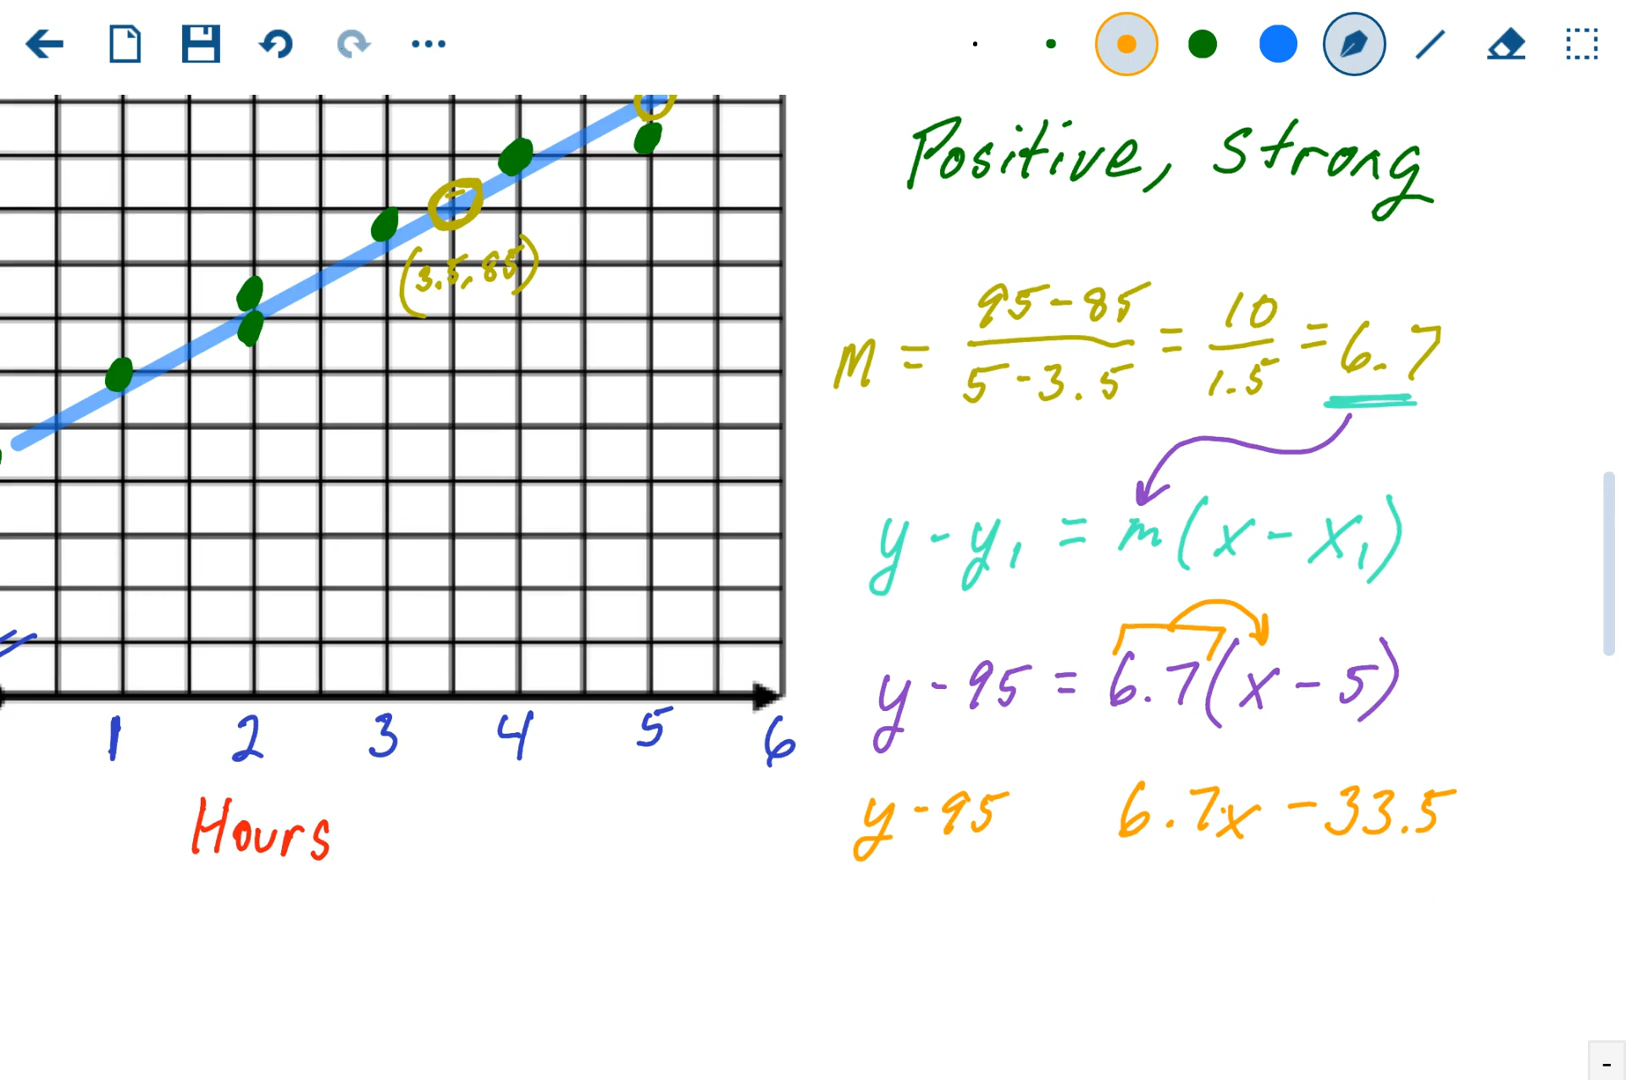 Positive, strong
(3.5, 85)
m = 95-85 / 5-3.5 = 10 / 1.5 = 6.7
y - y₁ = m(x - x₁)
y - 95 = 6.7(x - 5)
y - 95 6.7x - 33.5
1 2 3 4 5 6
Hours